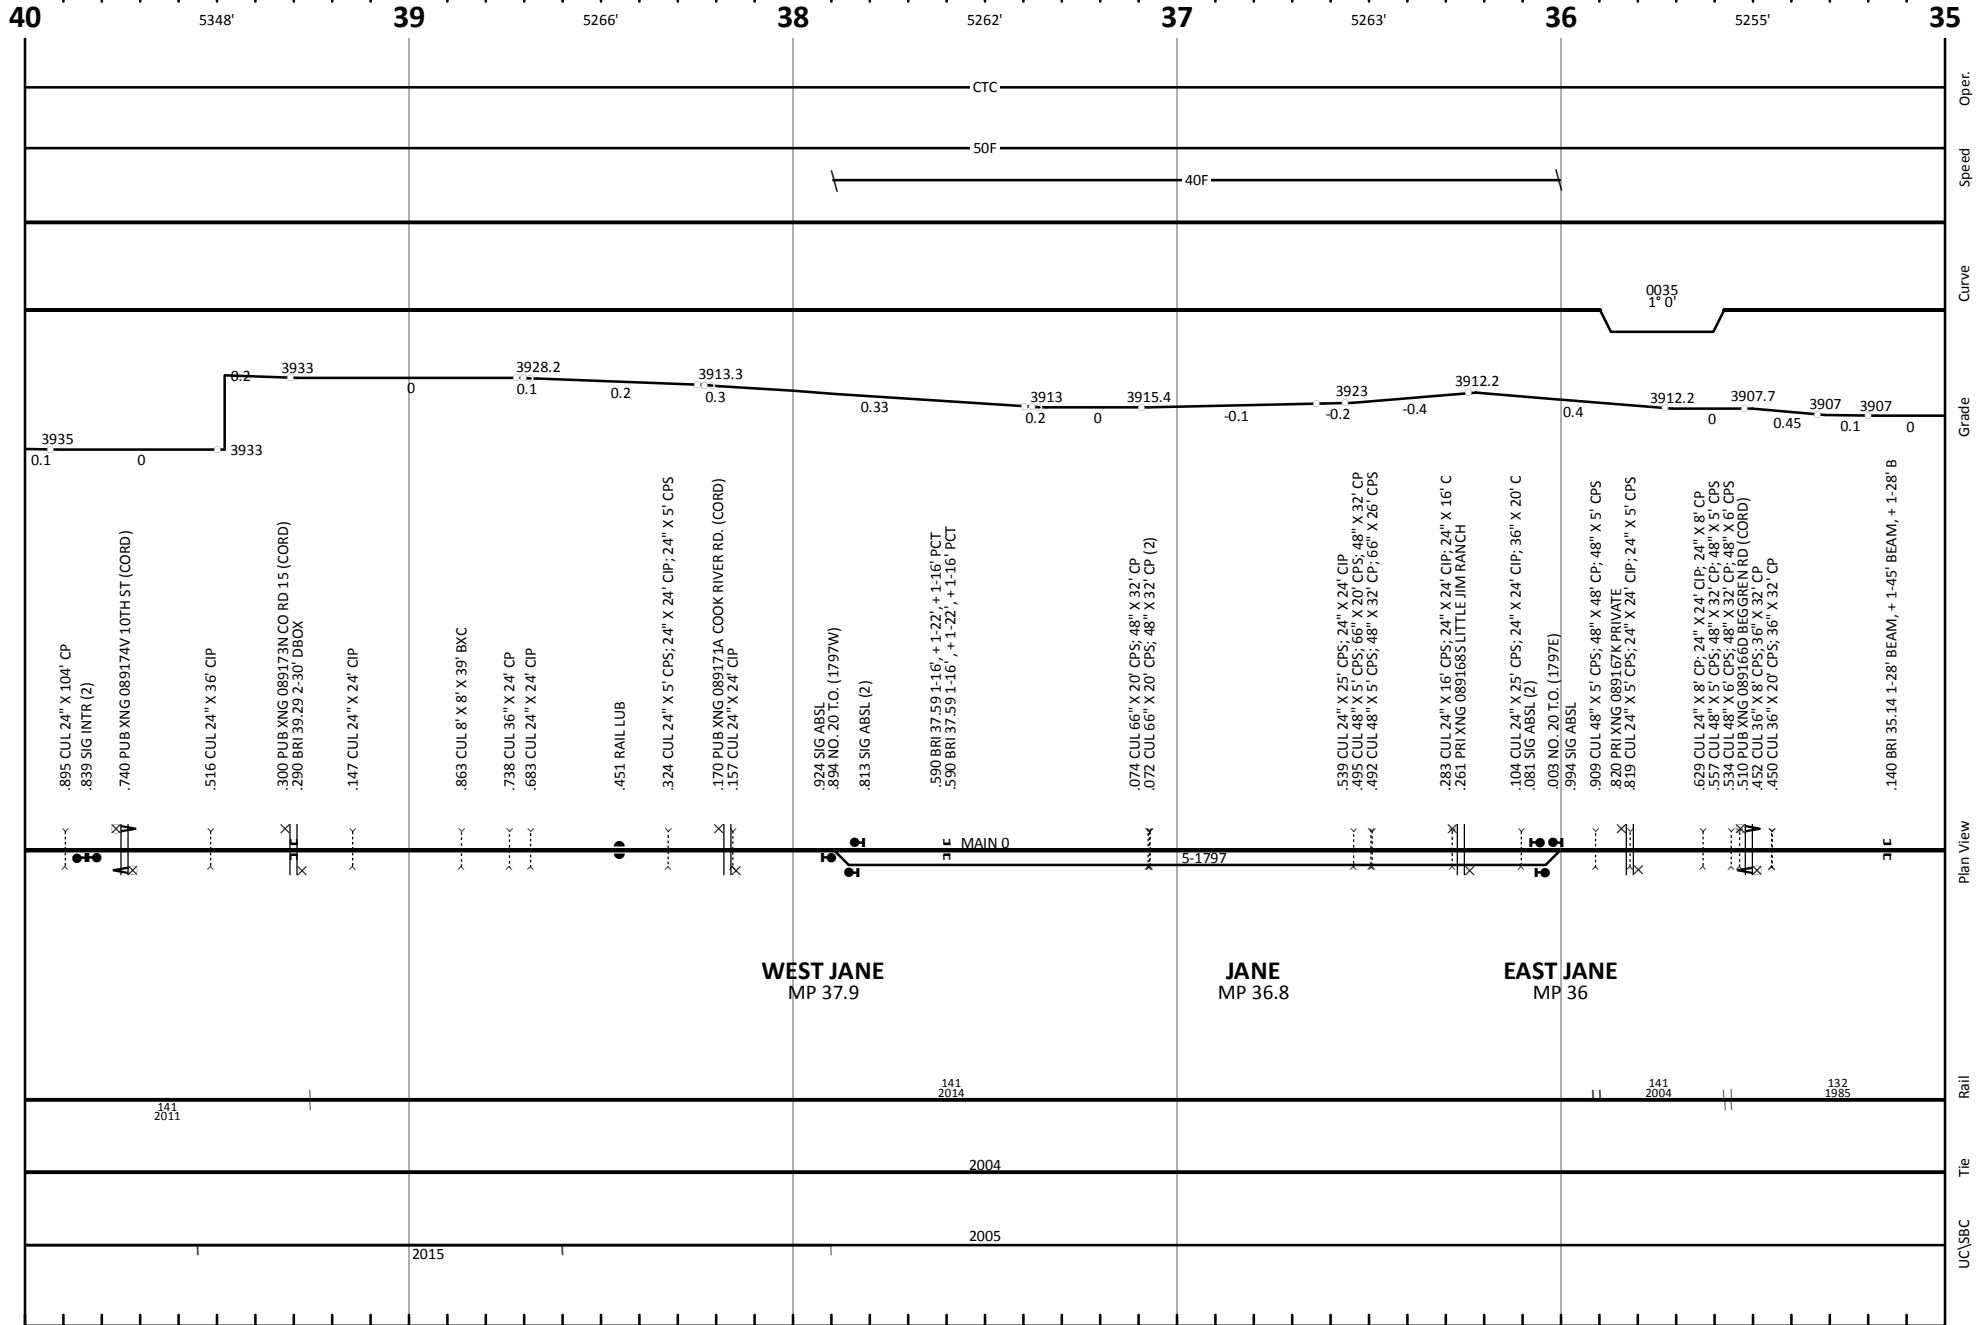 40 5348' 39 5266' 38 5262' 37 5263' 36 5255' 35
CTC
Oper.
50F
40F
Speed
0035
1° 0'
Curve
0.1
3935
0
3933
0.2
3933
0
3928.2
0.1
0.2
3913.3
0.3
0.33
3913
0.2
0
3915.4
-0.1
3923
-0.2
-0.4
3912.2
0.4
3912.2
0
3907.7
0.45
3907
0.1
3907
0
Grade
.895 CUL 24" X 104' CP
.839 SIG INTR (2)
.740 PUB XNG 089174V 10TH ST (CORD)
.516 CUL 24" X 36' CIP
.300 PUB XNG 089173N CO RD 15 (CORD)
.290 BRI 39.29 2-30' DBOX
.147 CUL 24" X 24' CIP
.863 CUL 8' X 8' X 39' BXC
.738 CUL 36" X 24' CP
.683 CUL 24" X 24' CIP
.451 RAIL LUB
.324 CUL 24" X 5' CPS; 24" X 24' CIP; 24" X 5' CPS
.170 PUB XNG 089171A COOK RIVER RD. (CORD)
.157 CUL 24" X 24' CIP
.924 SIG ABSL
.894 NO. 20 T.O. (1797W)
.813 SIG ABSL (2)
.590 BRI 37.59 1-16', + 1-22', + 1-16' PCT
.590 BRI 37.59 1-16', + 1-22', + 1-16' PCT
.074 CUL 66" X 20' CPS; 48" X 32' CP
.072 CUL 66" X 20' CPS; 48" X 32' CP (2)
.539 CUL 24" X 25' CPS; 24" X 24' CIP
.495 CUL 48" X 5' CPS; 66" X 20' CPS; 48" X 32' CP
.492 CUL 48" X 5' CPS; 48" X 32' CP; 66" X 26' CPS
.283 CUL 24" X 16' CPS; 24" X 24' CIP; 24" X 16' C
.261 PRI XNG 089168S LITTLE JIM RANCH
.104 CUL 24" X 25' CPS; 24" X 24' CIP; 36" X 20' C
.081 SIG ABSL (2)
.003 NO. 20 T.O. (1797E)
.994 SIG ABSL
.909 CUL 48" X 5' CPS; 48" X 48' CP; 48" X 5' CPS
.820 PRI XNG 089167K PRIVATE
.819 CUL 24" X 5' CPS; 24" X 24' CIP; 24" X 5' CPS
.629 CUL 24" X 8' CP; 24" X 24' CIP; 24" X 8' CP
.557 CUL 48" X 5' CPS; 48" X 32' CP; 48" X 5' CPS
.534 CUL 48" X 6' CPS; 48" X 32' CP; 48" X 6' CPS
.510 PUB XNG 089166D BEGGREN RD (CORD)
.452 CUL 36" X 8' CPS; 36" X 32' CP
.450 CUL 36" X 20' CPS; 36" X 32' CP
.140 BRI 35.14 1-28' BEAM, + 1-45' BEAM, + 1-28' B
MAIN 0
5-1797
Plan View
WEST JANE
MP 37.9
JANE
MP 36.8
EAST JANE
MP 36
141
2011
141
2014
141
2004
132
1985
Rail
2004
Tie
2015
2005
UC\SBC